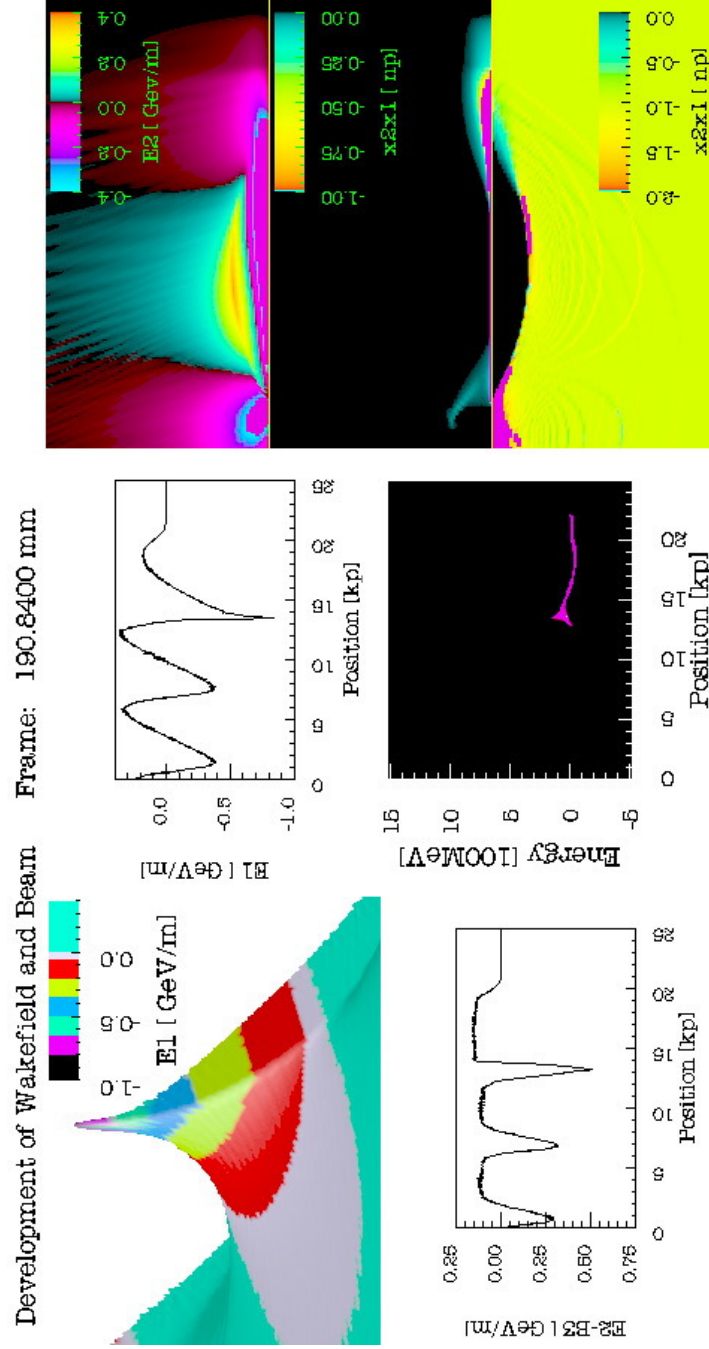 Development of Wakefield and Beam Frame: 190.8400 mm
-1.0 -0.5 0.0
E1 [ GeV/m]
E1 [ GeV/m]
0.0
-0.5
-1.0
0 5 10 15 20 25
Position [kp]
-0.4 -0.2 0.0 0.2 0.4
E2 [ Gev/m]
-1.00 -0.75 -0.50 -0.25 0.00
x2x1 [ np]
E2-B3 [ GeV/m]
0.25
0.00
0.25
0.50
0.75
0 5 10 15 20 25
Position [kp]
Energy [100MeV]
15
10
5
0
-5
0 5 10 15 20
Position [kp]
-2.0 -1.5 -1.0 -0.5 0.0
x2x1 [ np]